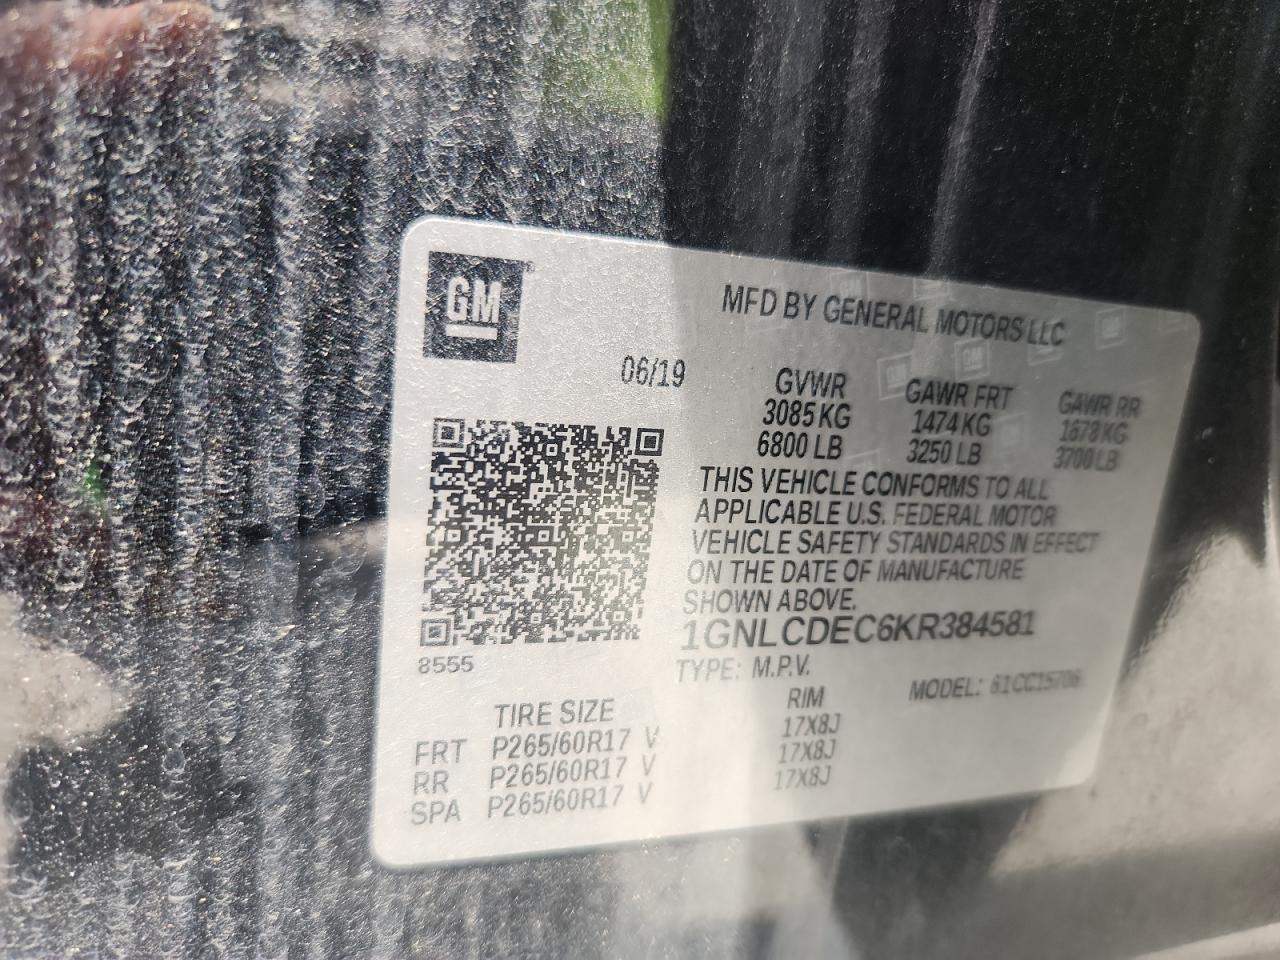 GM
MFD BY GENERAL MOTORS LLC
06/19
GVWR GAWR FRT GAWR RR
3085 KG 1474 KG 1678 KG
6800 LB 3250 LB 3700 LB
THIS VEHICLE CONFORMS TO ALL
APPLICABLE U.S. FEDERAL MOTOR
VEHICLE SAFETY STANDARDS IN EFFECT
ON THE DATE OF MANUFACTURE
SHOWN ABOVE.
1GNLCDEC6KR384581
8555
TYPE: M.P.V. MODEL: 61CC15706
TIRE SIZE RIM
FRT P265/60R17 V 17X8J
RR P265/60R17 V 17X8J
SPA P265/60R17 V 17X8J